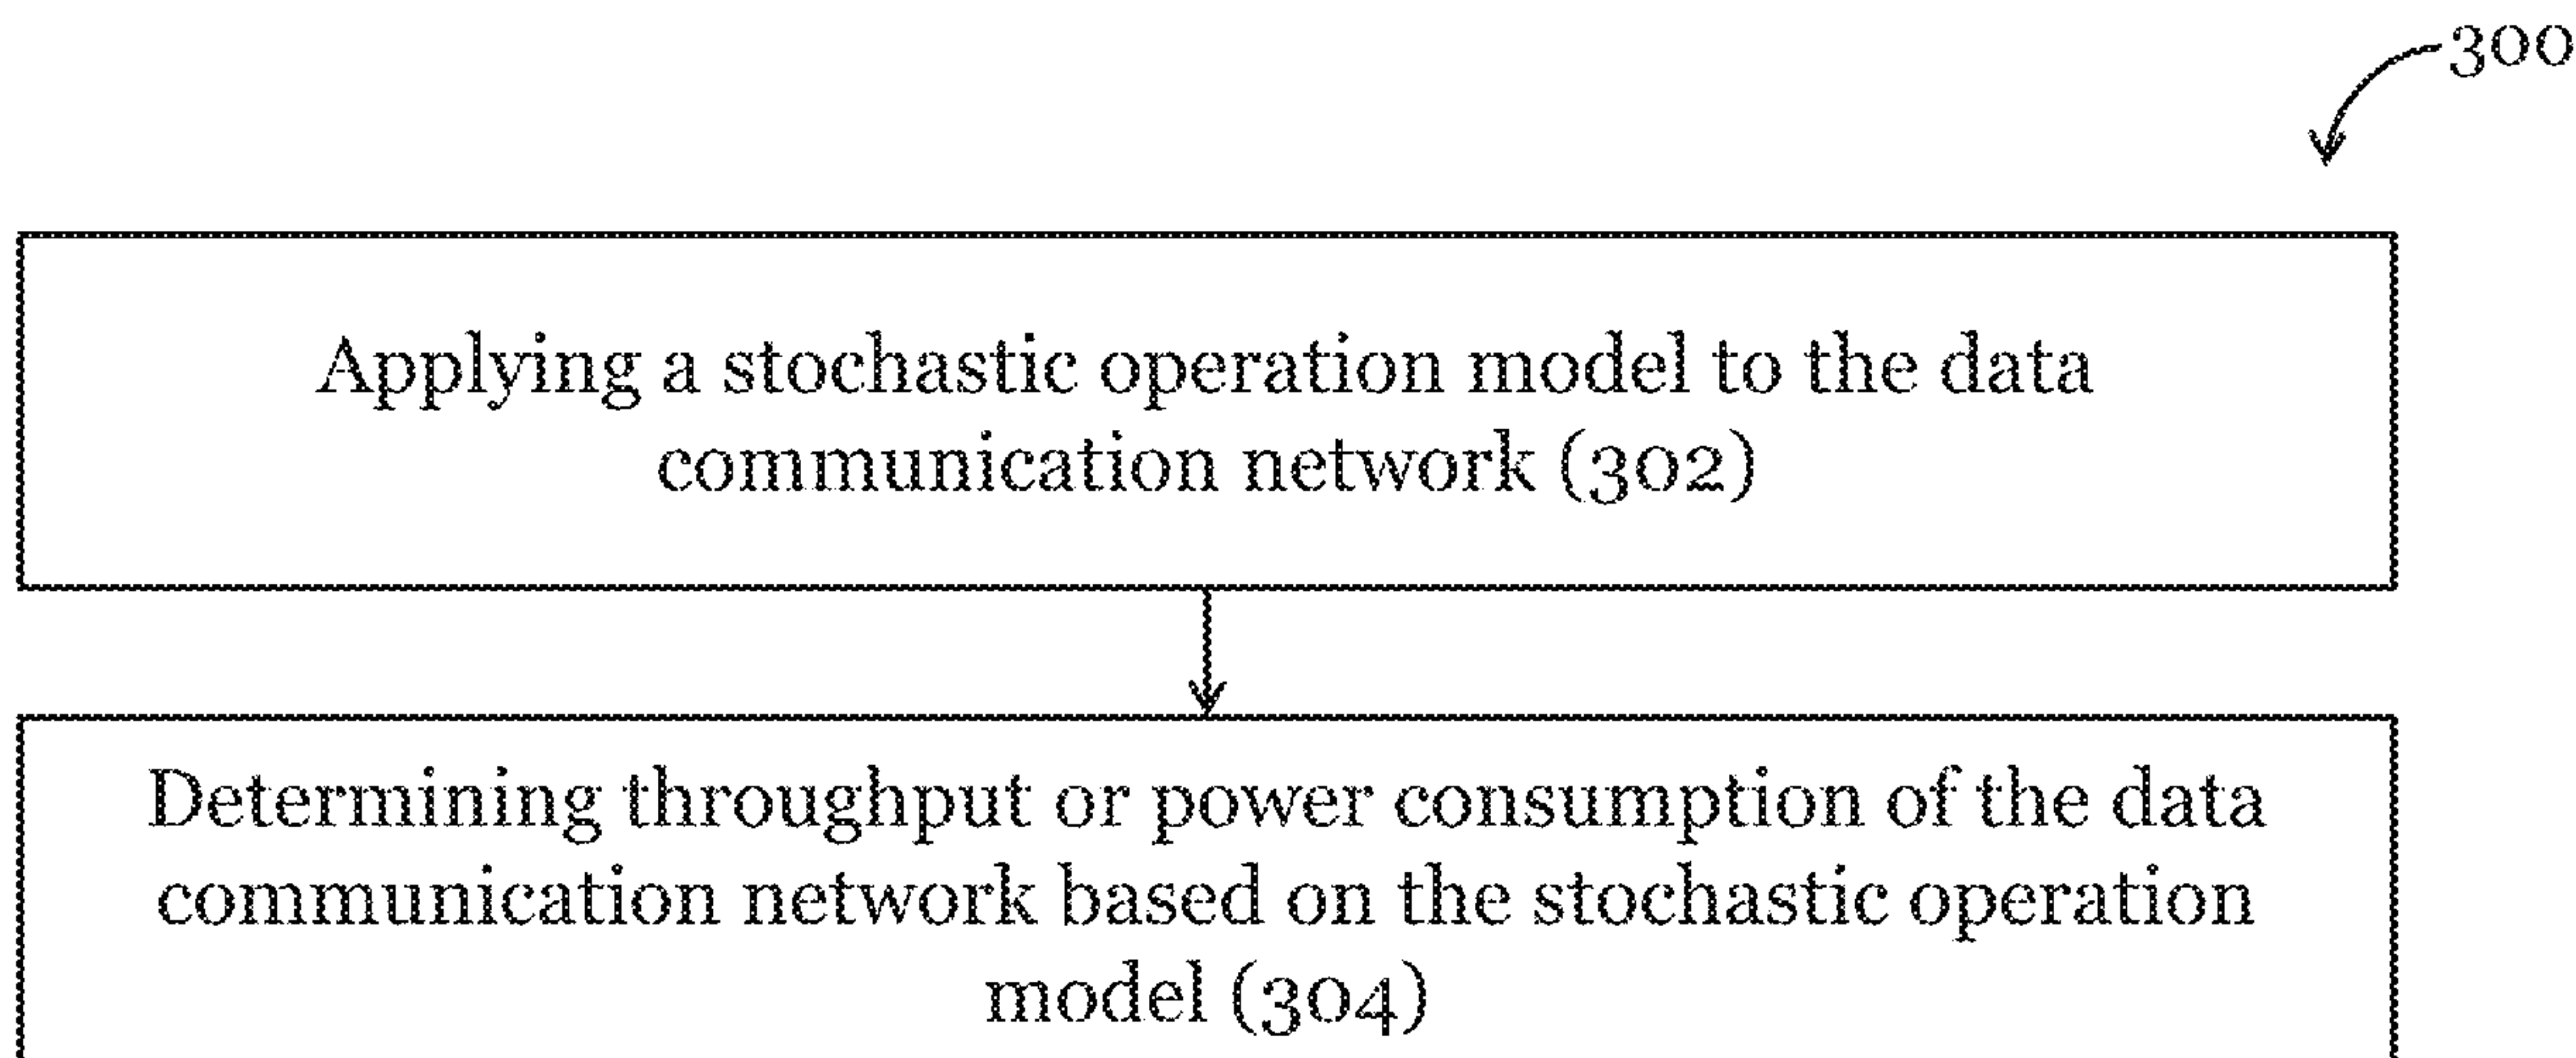 300
Applying a stochastic operation model to the data
communication network (302)
Determining throughput or power consumption of the data
communication network based on the stochastic operation
model (304)